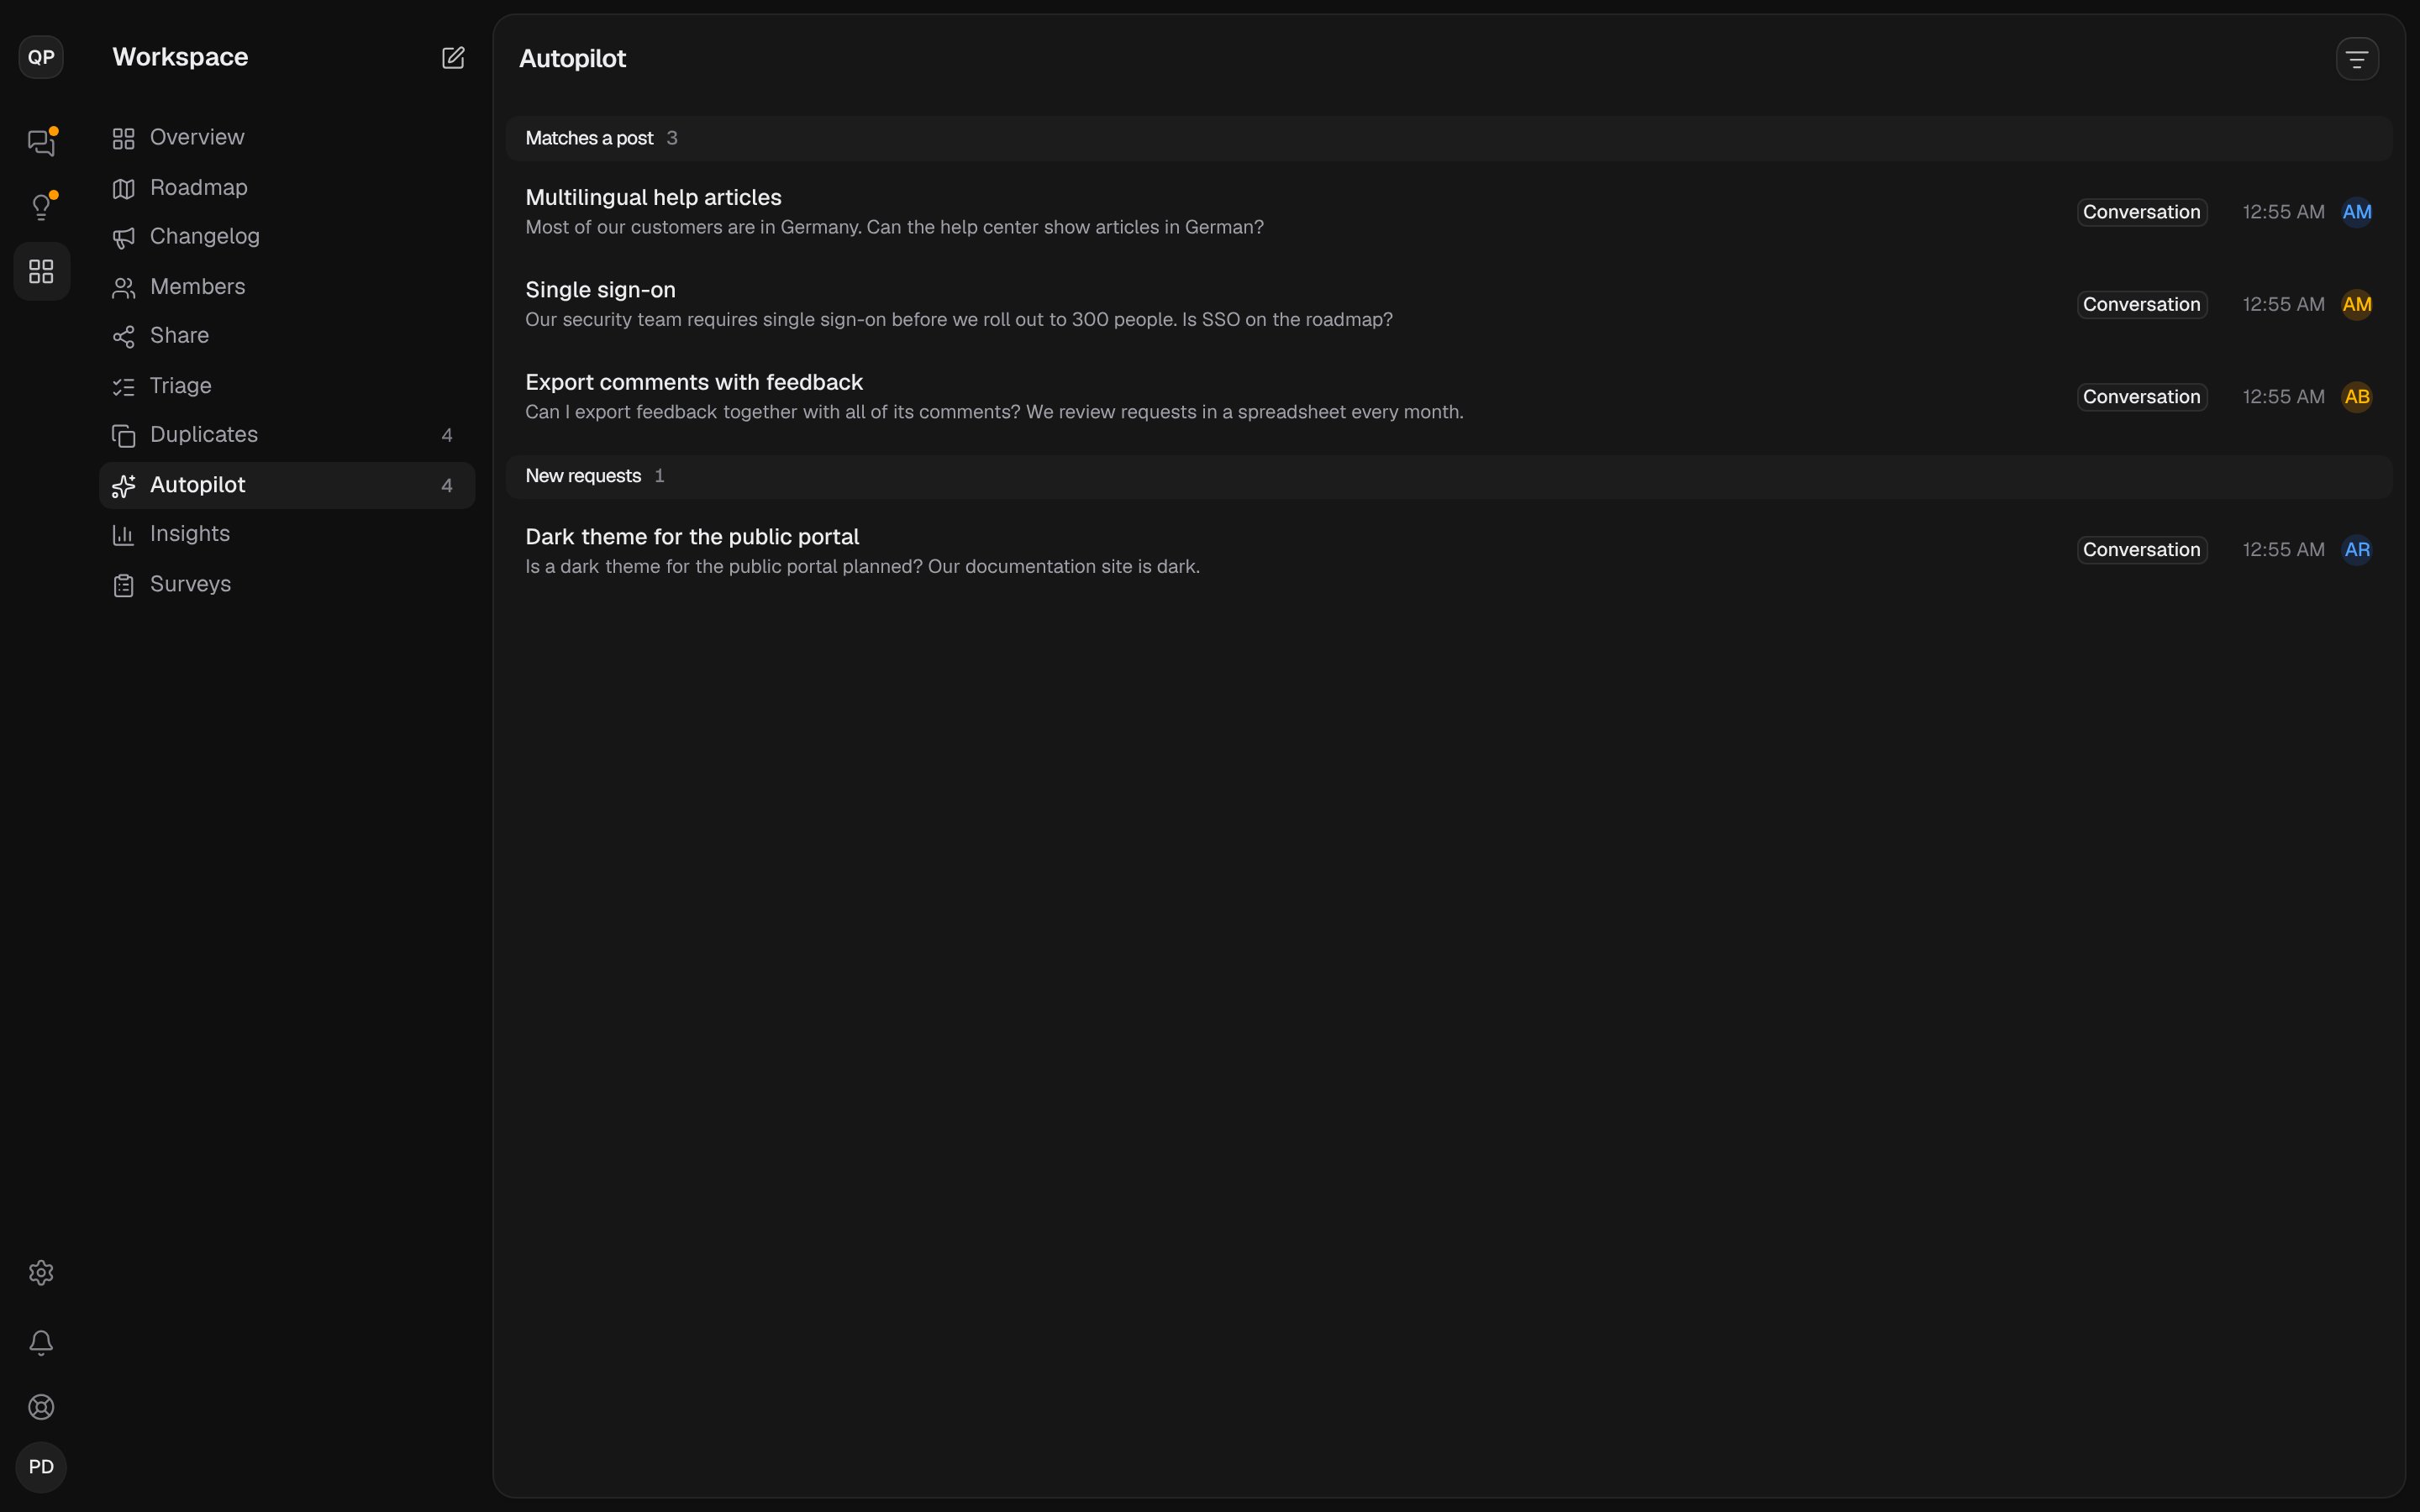 QP
Workspace
Overview
Roadmap
Changelog
Members
Share
Triage
Duplicates 4
Autopilot 4
Insights
Surveys
PD
Autopilot
Matches a post 3
Multilingual help articles
Most of our customers are in Germany. Can the help center show articles in German?
Conversation 12:55 AM AM
Single sign-on
Our security team requires single sign-on before we roll out to 300 people. Is SSO on the roadmap?
Conversation 12:55 AM AM
Export comments with feedback
Can I export feedback together with all of its comments? We review requests in a spreadsheet every month.
Conversation 12:55 AM AB
New requests 1
Dark theme for the public portal
Is a dark theme for the public portal planned? Our documentation site is dark.
Conversation 12:55 AM AR